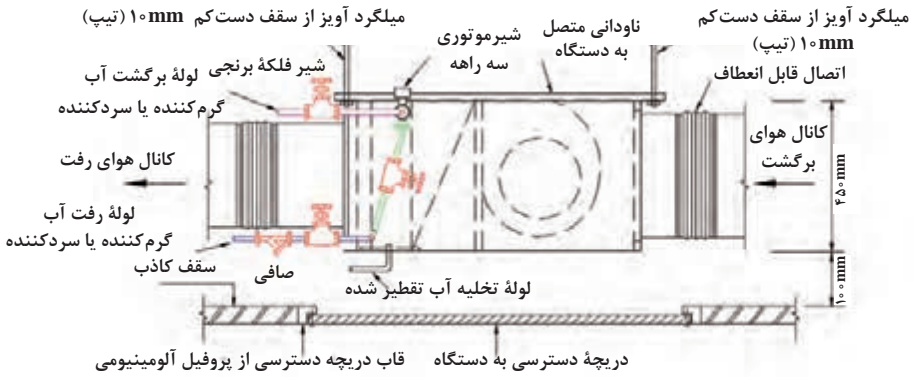 میلگرد آویز از سقف دست‌کم
۱۰mm (تیپ)
ناودانی متصل
به دستگاه
شیرموتوری
سه راهه
میلگرد آویز از سقف دست‌کم ۱۰mm (تیپ)
اتصال قابل انعطاف
شیر فلکهٔ برنجی
لولهٔ برگشت آب
گرم‌کننده یا سردکننده
کانال هوای
برگشت
کانال هوای رفت
۴۵۰mm
لولهٔ رفت آب
گرم‌کننده یا سردکننده
صافی
سقف کاذب
لولهٔ تخلیه آب تقطیر شده
۱۰۰mm
دریچهٔ دسترسی به دستگاه
قاب دریچه دسترسی از پروفیل آلومینیومی